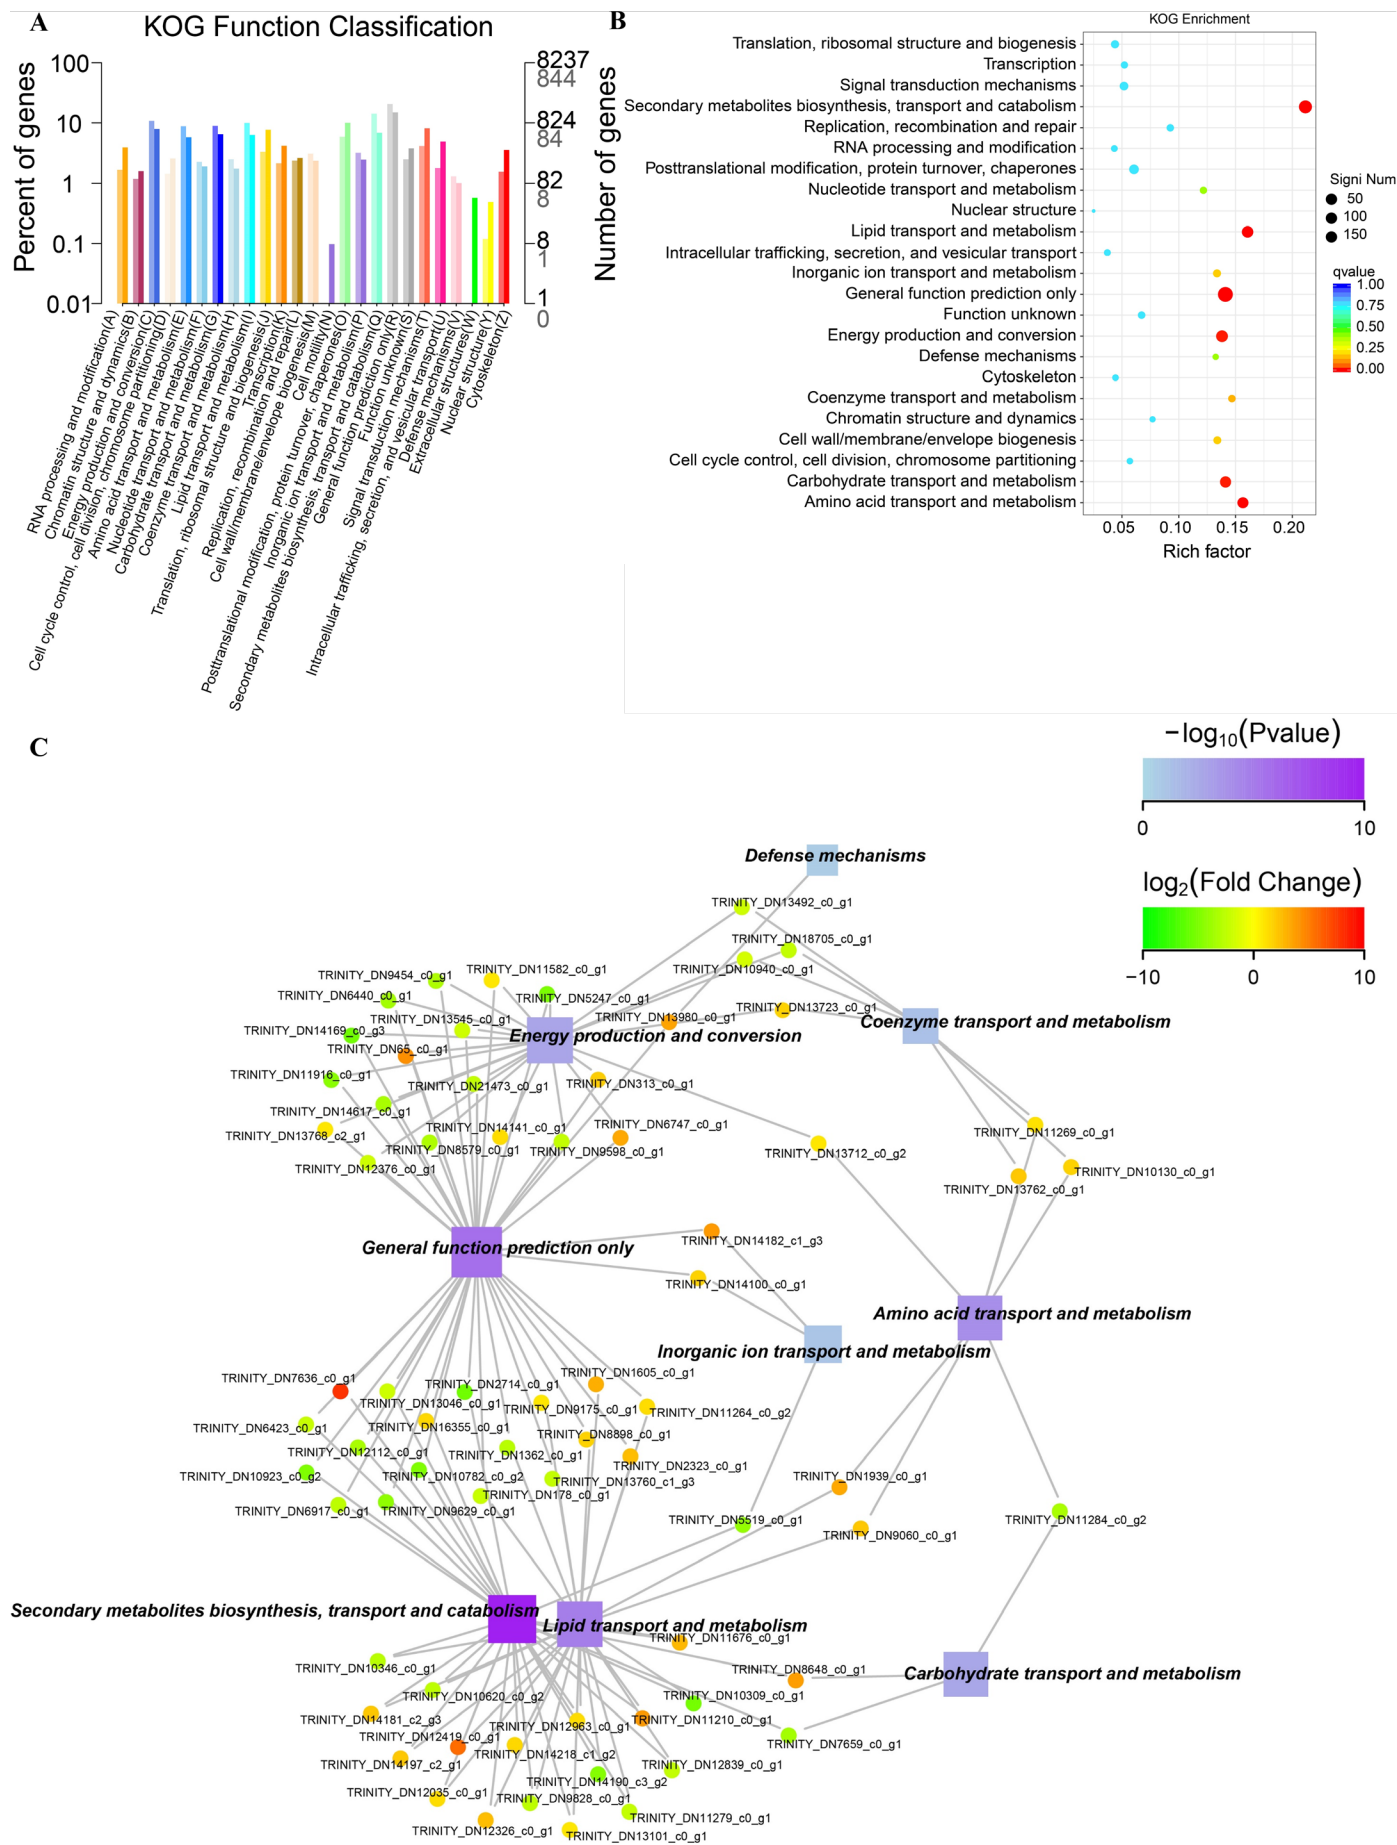 A
KOG Function Classification
Percent of genes
100
10
1
0.1
0.01
8237
844
824
84
82
8
8
1
1
0
Number of genes
RNA processing and modification(A)
Chromatin structure and dynamics(B)
Energy production and conversion(C)
Cell cycle control, cell division, chromosome partitioning(D)
Amino acid transport and metabolism(E)
Nucleotide transport and metabolism(F)
Carbohydrate transport and metabolism(G)
Coenzyme transport and metabolism(H)
Lipid transport and metabolism(I)
Translation, ribosomal structure and biogenesis(J)
Transcription(K)
Replication, recombination and repair(L)
Cell wall/membrane/envelope biogenesis(M)
Cell motility(N)
Posttranslational modification, protein turnover, chaperones(O)
Inorganic ion transport and metabolism(P)
Secondary metabolites biosynthesis, transport and catabolism(Q)
General function prediction only(R)
Function unknown(S)
Signal transduction mechanisms(T)
Intracellular trafficking, secretion, and vesicular transport(U)
Defense mechanisms(V)
Extracellular structures(W)
Nuclear structure(Y)
Cytoskeleton(Z)
B
KOG Enrichment
Translation, ribosomal structure and biogenesis
Transcription
Signal transduction mechanisms
Secondary metabolites biosynthesis, transport and catabolism
Replication, recombination and repair
RNA processing and modification
Posttranslational modification, protein turnover, chaperones
Nucleotide transport and metabolism
Nuclear structure
Lipid transport and metabolism
Intracellular trafficking, secretion, and vesicular transport
Inorganic ion transport and metabolism
General function prediction only
Function unknown
Energy production and conversion
Defense mechanisms
Cytoskeleton
Coenzyme transport and metabolism
Chromatin structure and dynamics
Cell wall/membrane/envelope biogenesis
Cell cycle control, cell division, chromosome partitioning
Carbohydrate transport and metabolism
Amino acid transport and metabolism
0.05 0.10 0.15 0.20
Rich factor
Signi Num
50
100
150
qvalue
1.00
0.75
0.50
0.25
0.00
C
−log10(Pvalue)
0 10
log2(Fold Change)
−10 0 10
Defense mechanisms
TRINITY_DN13492_c0_g1
TRINITY_DN18705_c0_g1
TRINITY_DN10940_c0_g1
TRINITY_DN9454_c0_g1
TRINITY_DN11582_c0_g1
TRINITY_DN6440_c0_g1
TRINITY_DN5247_c0_g1
TRINITY_DN13723_c0_g1
TRINITY_DN13545_c0_g1
TRINITY_DN13980_c0_g1
Coenzyme transport and metabolism
TRINITY_DN14169_c0_g3
Energy production and conversion
TRINITY_DN65_c0_g1
TRINITY_DN11916_c0_g1
TRINITY_DN21473_c0_g1
TRINITY_DN313_c0_g1
TRINITY_DN14617_c0_g1
TRINITY_DN13768_c2_g1
TRINITY_DN14141_c0_g1
TRINITY_DN6747_c0_g1
TRINITY_DN11269_c0_g1
TRINITY_DN8579_c0_g1
TRINITY_DN9598_c0_g1
TRINITY_DN13712_c0_g2
TRINITY_DN12376_c0_g1
TRINITY_DN10130_c0_g1
TRINITY_DN13762_c0_g1
General function prediction only
TRINITY_DN14182_c1_g3
TRINITY_DN14100_c0_g1
Amino acid transport and metabolism
Inorganic ion transport and metabolism
TRINITY_DN7636_c0_g1
TRINITY_DN2714_c0_g1
TRINITY_DN1605_c0_g1
TRINITY_DN13046_c0_g1
TRINITY_DN9175_c0_g1
TRINITY_DN11264_c0_g2
TRINITY_DN6423_c0_g1
TRINITY_DN16355_c0_g1
TRINITY_DN8898_c0_g1
TRINITY_DN12112_c0_g1
TRINITY_DN1362_c0_g1
TRINITY_DN2323_c0_g1
TRINITY_DN10923_c0_g2
TRINITY_DN10782_c0_g2
TRINITY_DN13760_c1_g3
TRINITY_DN1939_c0_g1
TRINITY_DN178_c0_g1
TRINITY_DN6917_c0_g1
TRINITY_DN9629_c0_g1
TRINITY_DN5519_c0_g1
TRINITY_DN9060_c0_g1
TRINITY_DN11284_c0_g2
Secondary metabolites biosynthesis, transport and catabolism
Lipid transport and metabolism
TRINITY_DN11676_c0_g1
TRINITY_DN10346_c0_g1
TRINITY_DN8648_c0_g1
Carbohydrate transport and metabolism
TRINITY_DN10620_c0_g2
TRINITY_DN10309_c0_g1
TRINITY_DN14181_c2_g3
TRINITY_DN12963_c0_g1
TRINITY_DN11210_c0_g1
TRINITY_DN12419_c0_g1
TRINITY_DN7659_c0_g1
TRINITY_DN14218_c1_g2
TRINITY_DN14197_c2_g1
TRINITY_DN12839_c0_g1
TRINITY_DN14190_c3_g2
TRINITY_DN12035_c0_g1
TRINITY_DN9828_c0_g1
TRINITY_DN11279_c0_g1
TRINITY_DN12326_c0_g1
TRINITY_DN13101_c0_g1